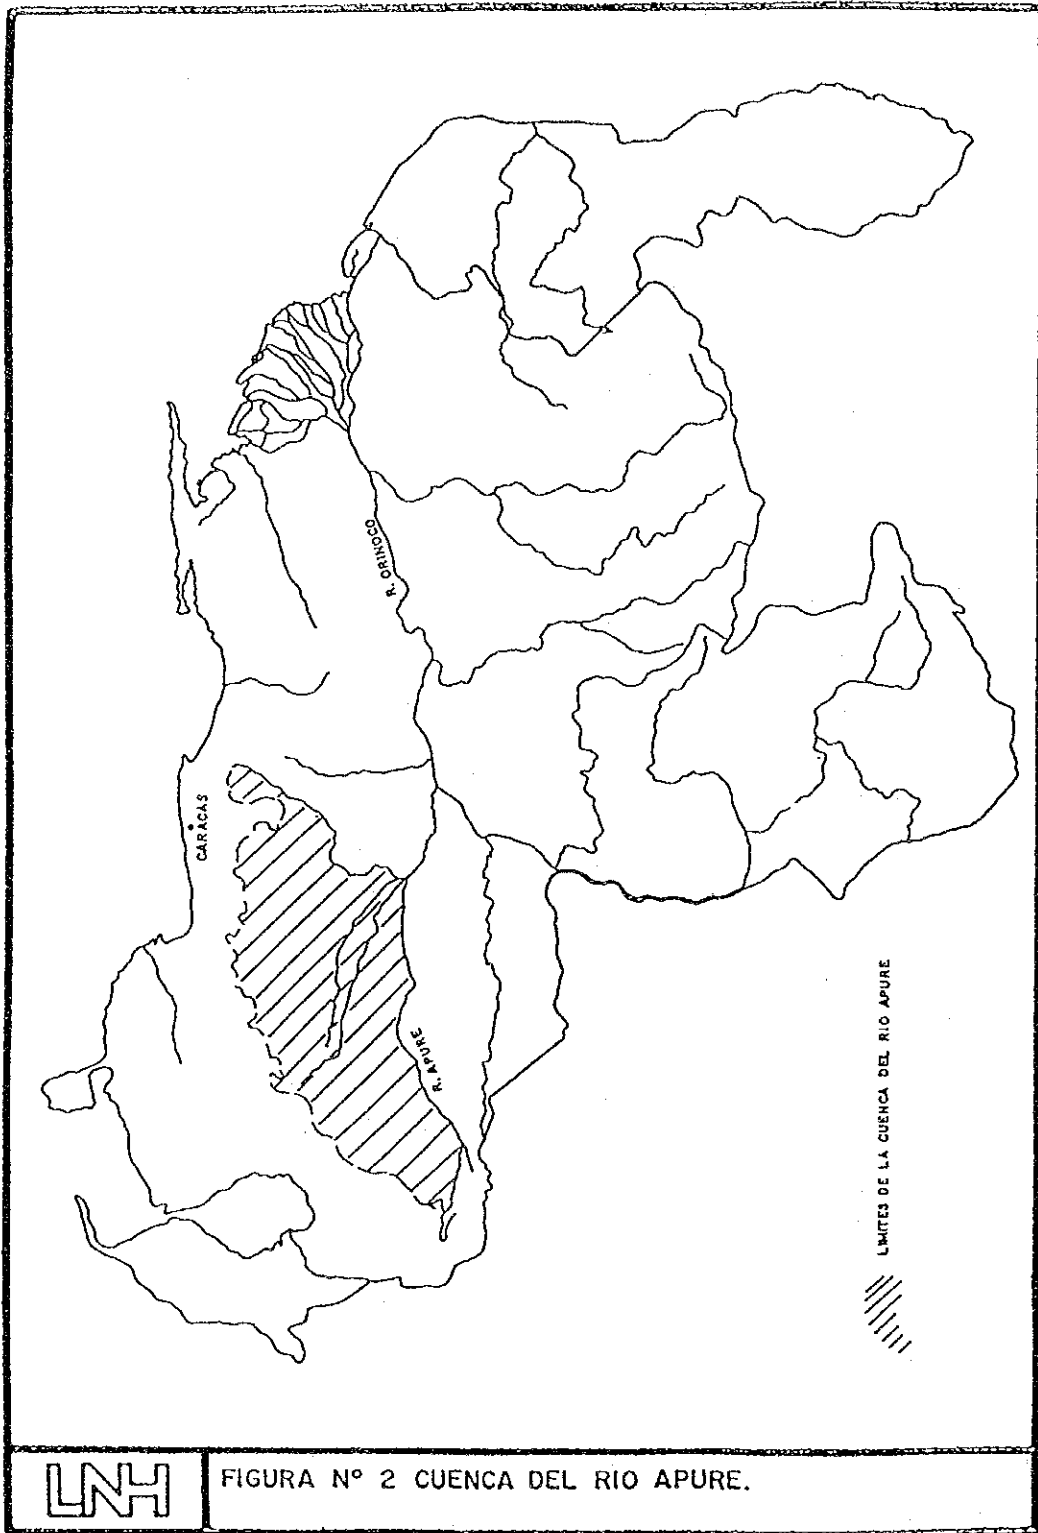 CARACAS
R. ORINOCO
R. APURE
LIMITES DE LA CUENCA DEL RIO APURE
LNH
FIGURA Nº 2 CUENCA DEL RIO APURE.